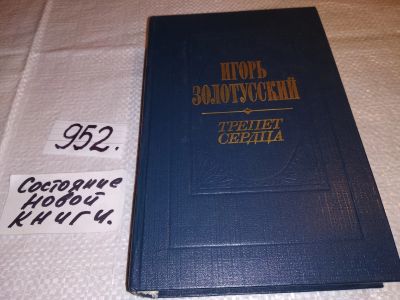 ИГОРЬ
ЗОЛОТУССКИЙ
ТРЕПЕТ
СЕРДЦА
952.
Состояние
новой
книги.